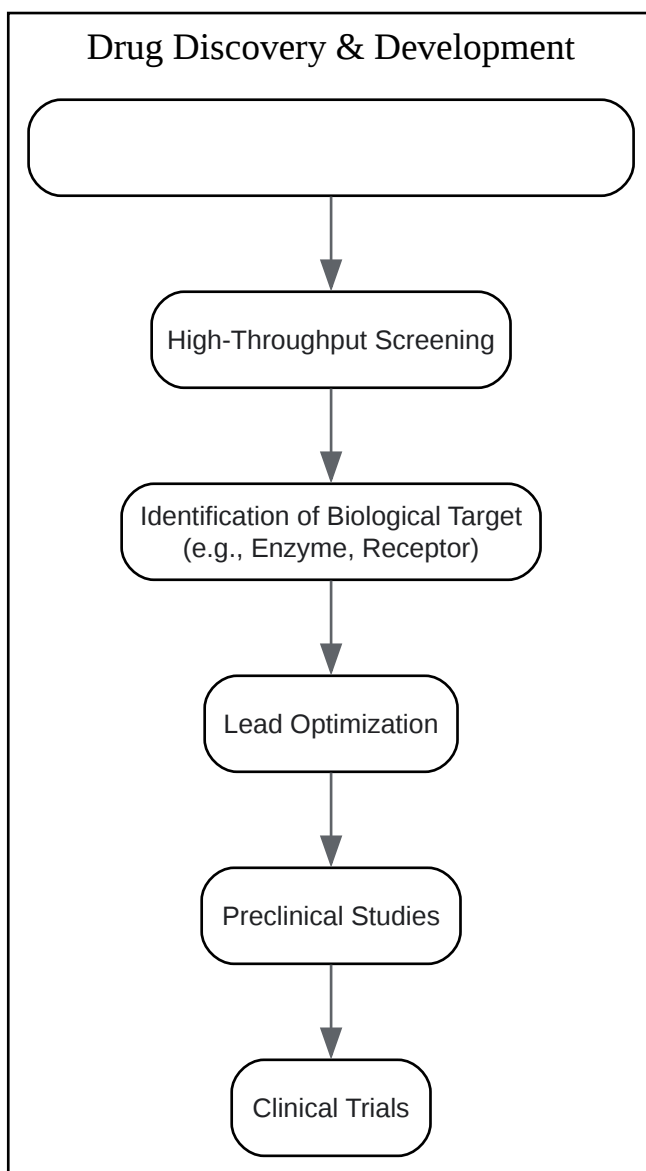 Drug Discovery & Development
High-Throughput Screening
Identification of Biological Target
(e.g., Enzyme, Receptor)
Lead Optimization
Preclinical Studies
Clinical Trials